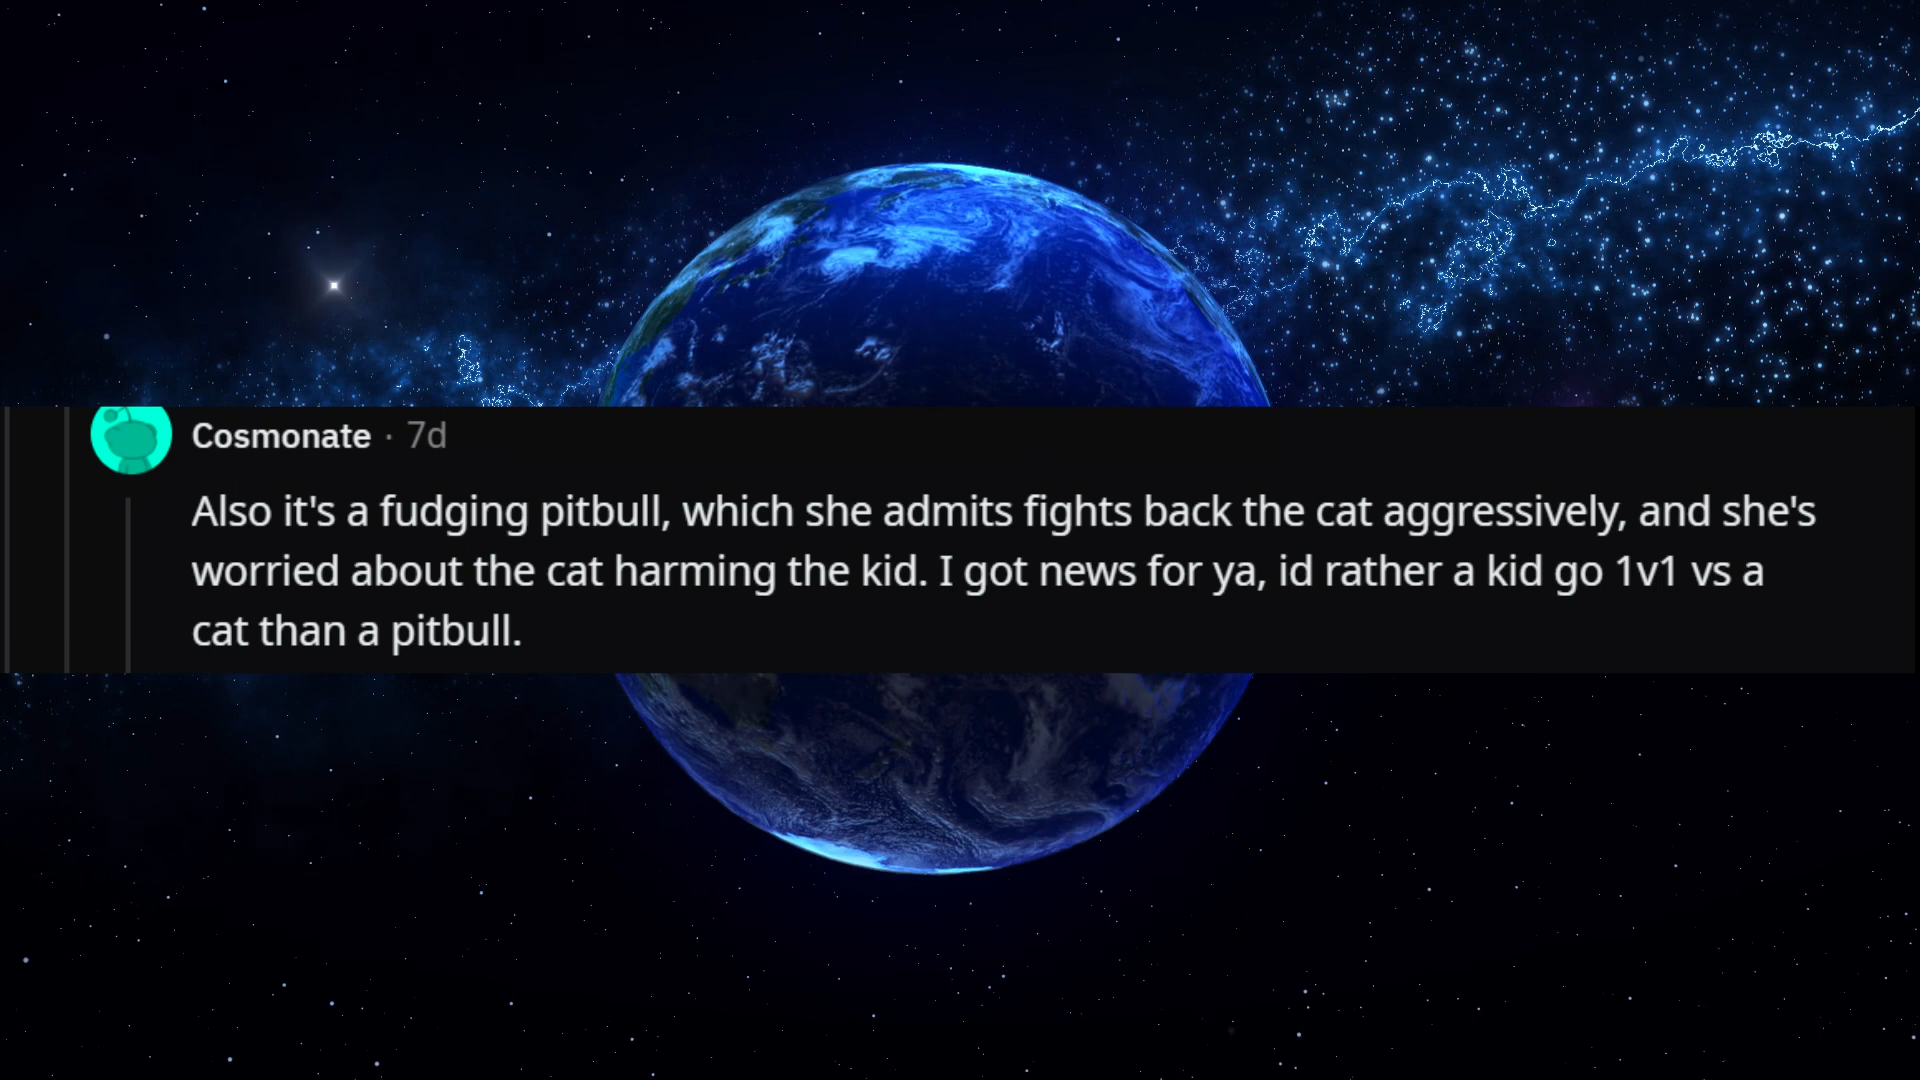 Cosmonate · 7d
Also it's a fudging pitbull, which she admits fights back the cat aggressively, and she's
worried about the cat harming the kid. I got news for ya, id rather a kid go 1v1 vs a
cat than a pitbull.